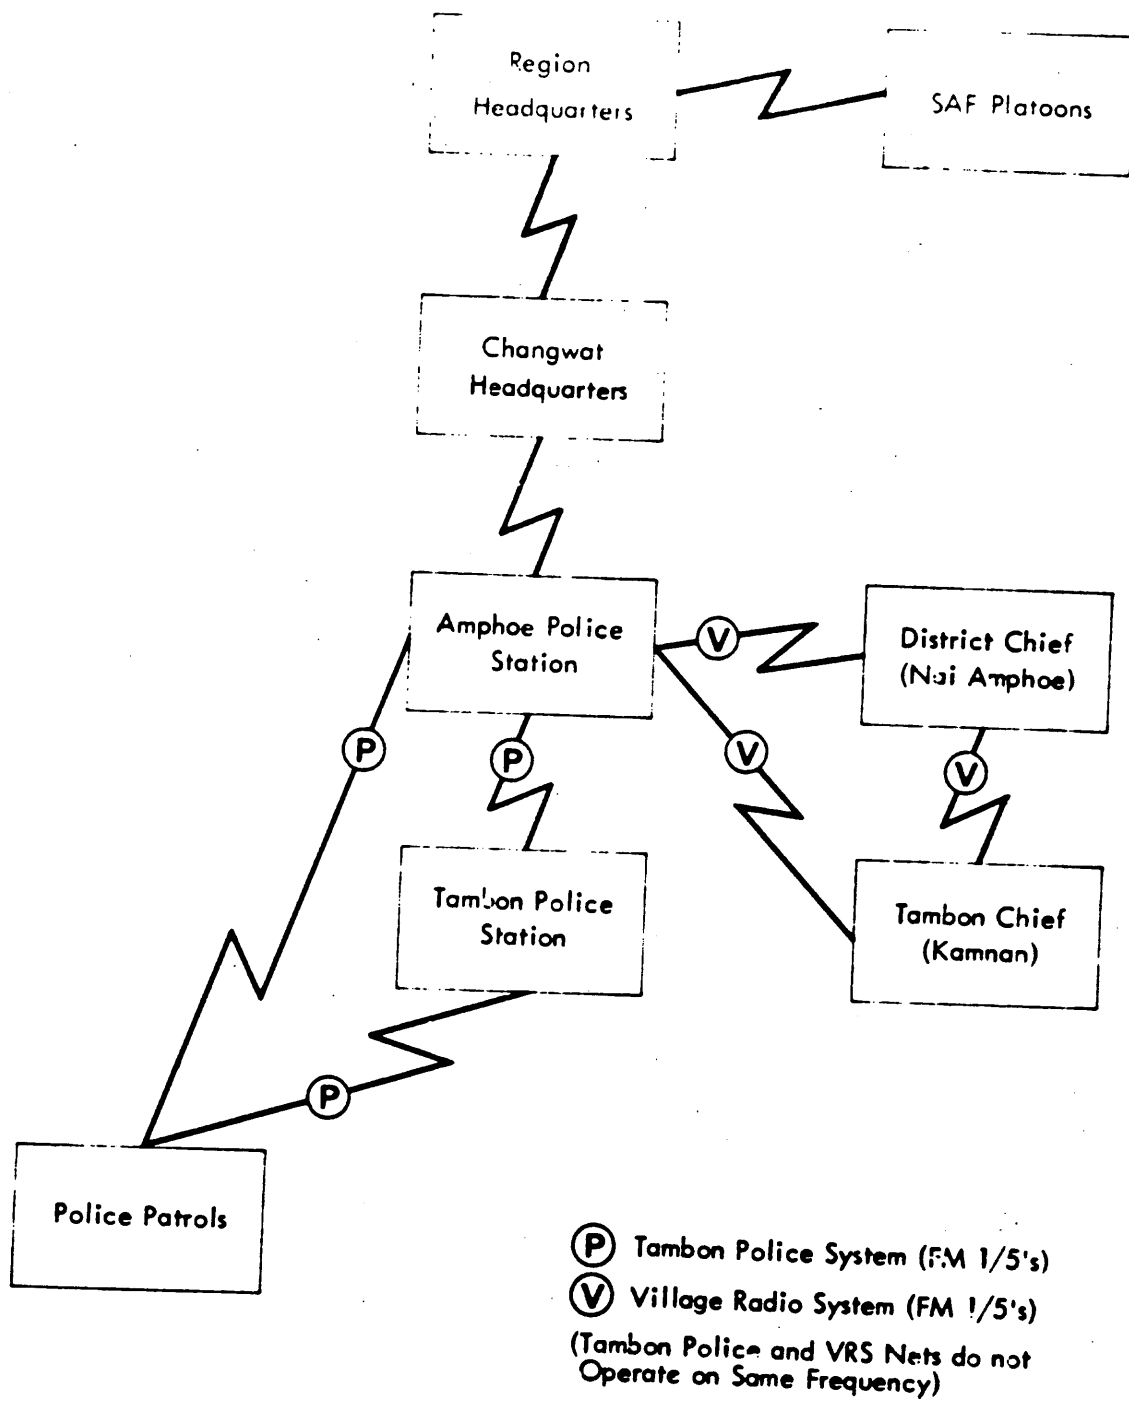 Region
Headquarters
SAF Platoons
Changwat
Headquarters
Amphoe Police
Station
V
District Chief
(Nai Amphoe)
P
P
V
V
Tambon Police
Station
Tambon Chief
(Kamnan)
P
Police Patrols
P Tambon Police System (FM 1/5's)
V Village Radio System (FM 1/5's)
(Tambon Police and VRS Nets do not
Operate on Same Frequency)